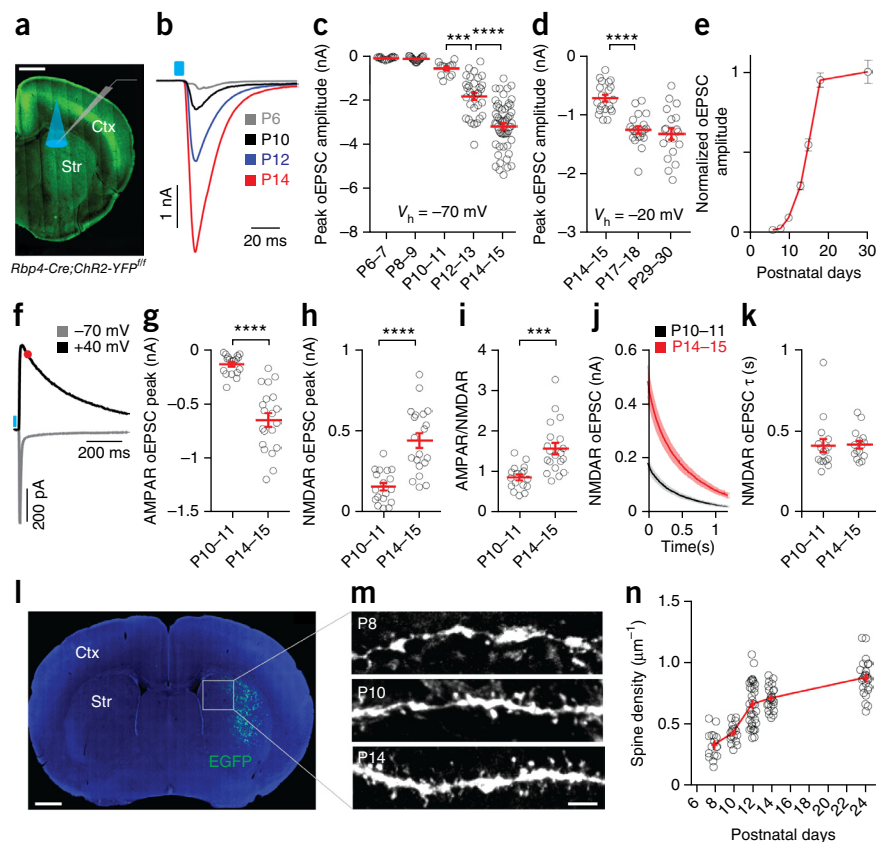 a
Ctx
Str
Rbp4-Cre;ChR2-YFPf/f
b
P6
P10
P12
P14
1 nA
20 ms
c
*** ****
Peak oEPSC amplitude (nA)
0
−2
−4
−6
−8
Vh = −70 mV
P6–7
P8–9
P10–11
P12–13
P14–15
d
****
Peak oEPSC amplitude (nA)
0
−1
−2
−3
Vh = −20 mV
P14–15
P17–18
P29–30
e
Normalized oEPSC
amplitude
1
0
0 10 20 30
Postnatal days
f
−70 mV
+40 mV
200 ms
200 pA
g
****
AMPAR oEPSC peak (nA)
0
−0.5
−1
−1.5
P10–11
P14–15
h
****
NMDAR oEPSC peak (nA)
1
0.5
0
P10–11
P14–15
i
***
AMPAR/NMDAR
4
3
2
1
0
P10–11
P14–15
j
P10–11
P14–15
NMDAR oEPSC (nA)
0.6
0.4
0.2
0
0 0.5 1
Time(s)
k
NMDAR oEPSC τ (s)
1
0.5
0
P10–11
P14–15
l
Ctx
Str
EGFP
m
P8
P10
P14
n
Spine density (μm−1)
1.5
1.0
0.5
0
6 8 10 12 14 16 18 20 22 24
Postnatal days